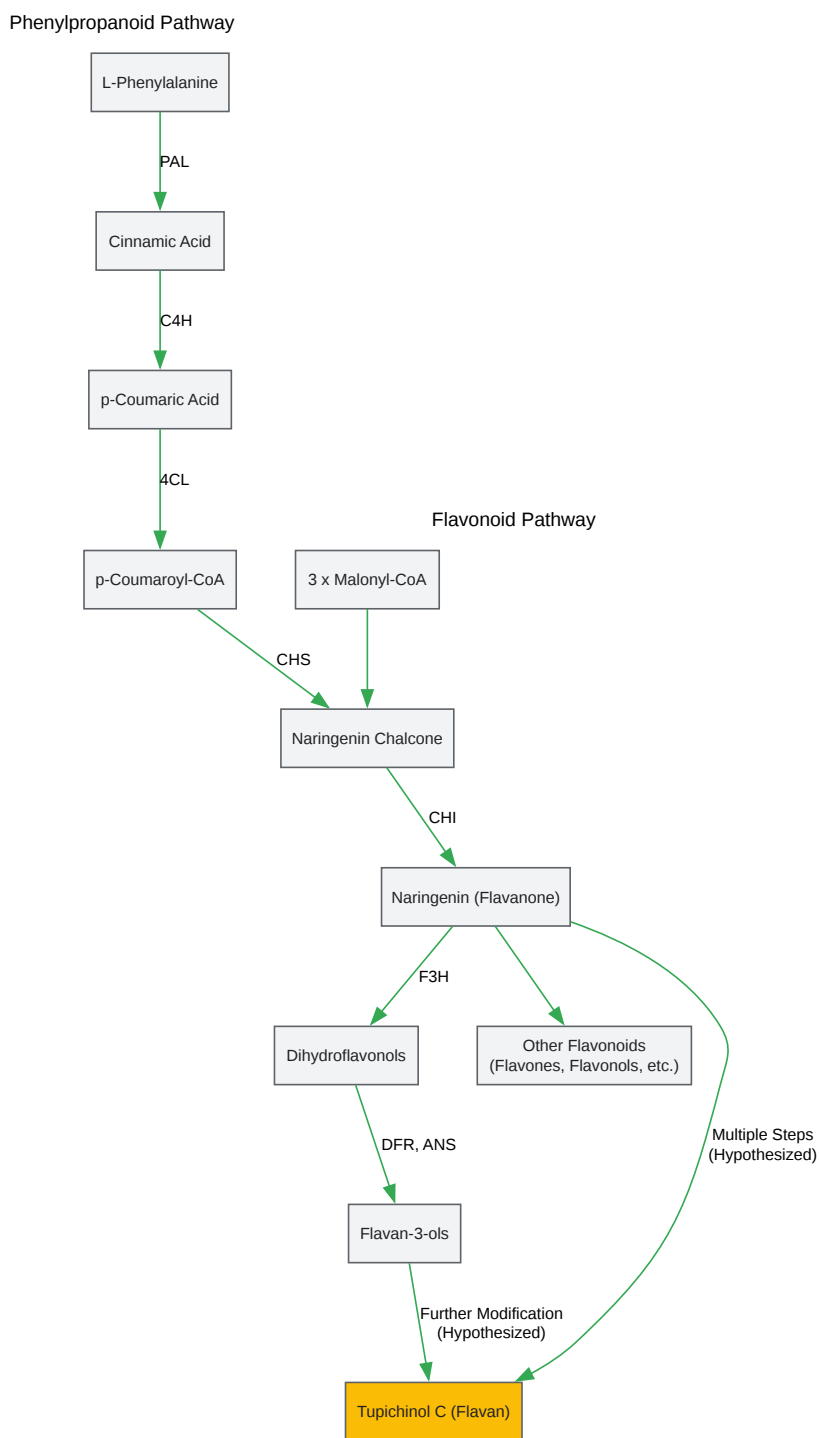 Phenylpropanoid Pathway
L-Phenylalanine
PAL
Cinnamic Acid
C4H
p-Coumaric Acid
4CL
Flavonoid Pathway
p-Coumaroyl-CoA
3 x Malonyl-CoA
CHS
Naringenin Chalcone
CHI
Naringenin (Flavanone)
F3H
Dihydroflavonols
Other Flavonoids
(Flavones, Flavonols, etc.)
DFR, ANS
Multiple Steps
(Hypothesized)
Flavan-3-ols
Further Modification
(Hypothesized)
Tupichinol C (Flavan)